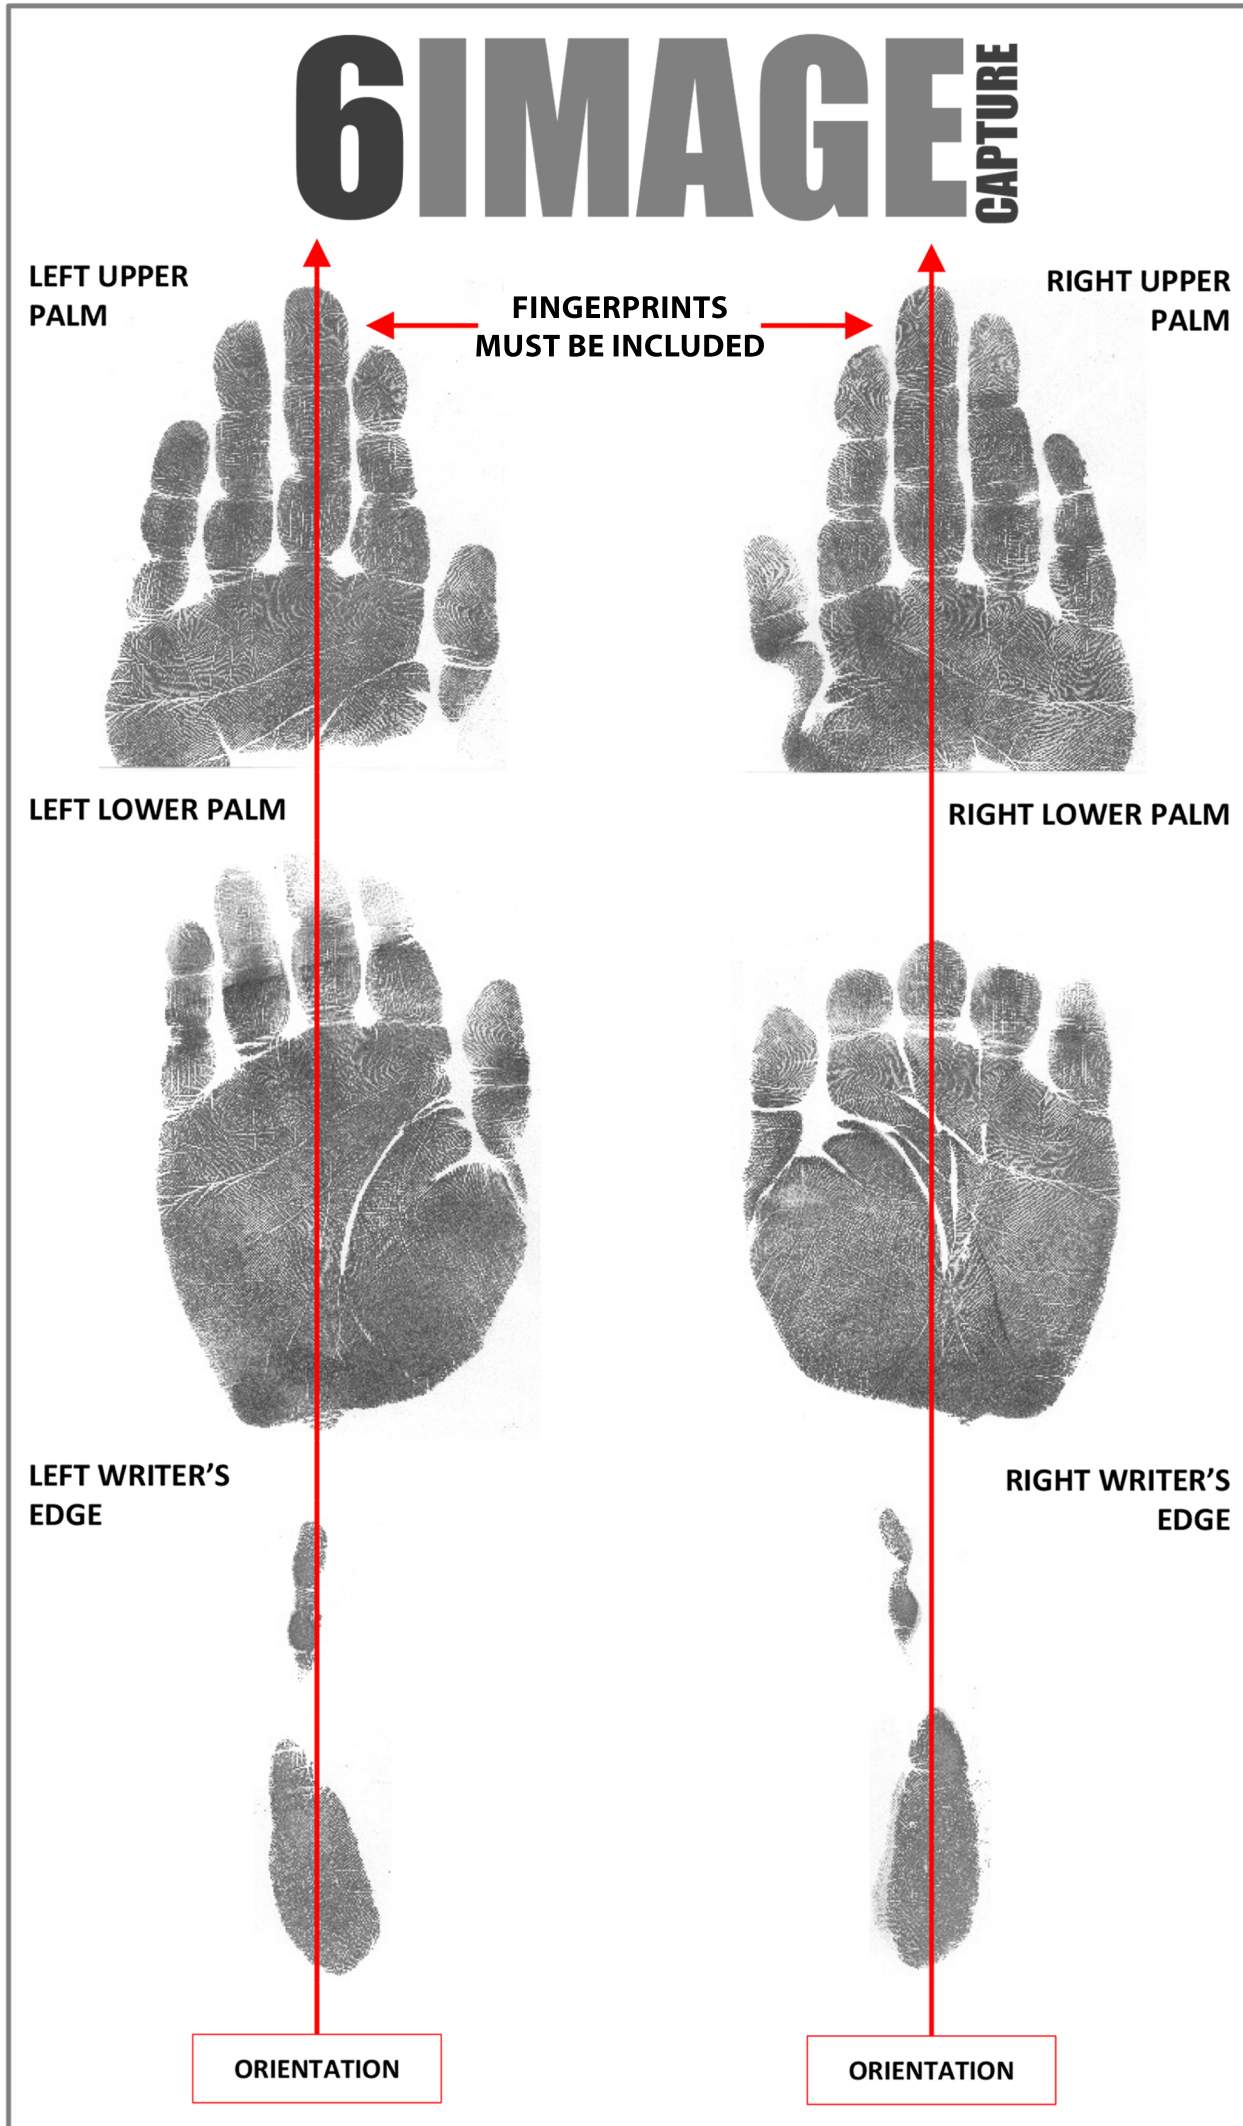 6IMAGE CAPTURE
LEFT UPPER
PALM
FINGERPRINTS
MUST BE INCLUDED
RIGHT UPPER
PALM
LEFT LOWER PALM
RIGHT LOWER PALM
LEFT WRITER’S
EDGE
RIGHT WRITER’S
EDGE
ORIENTATION
ORIENTATION